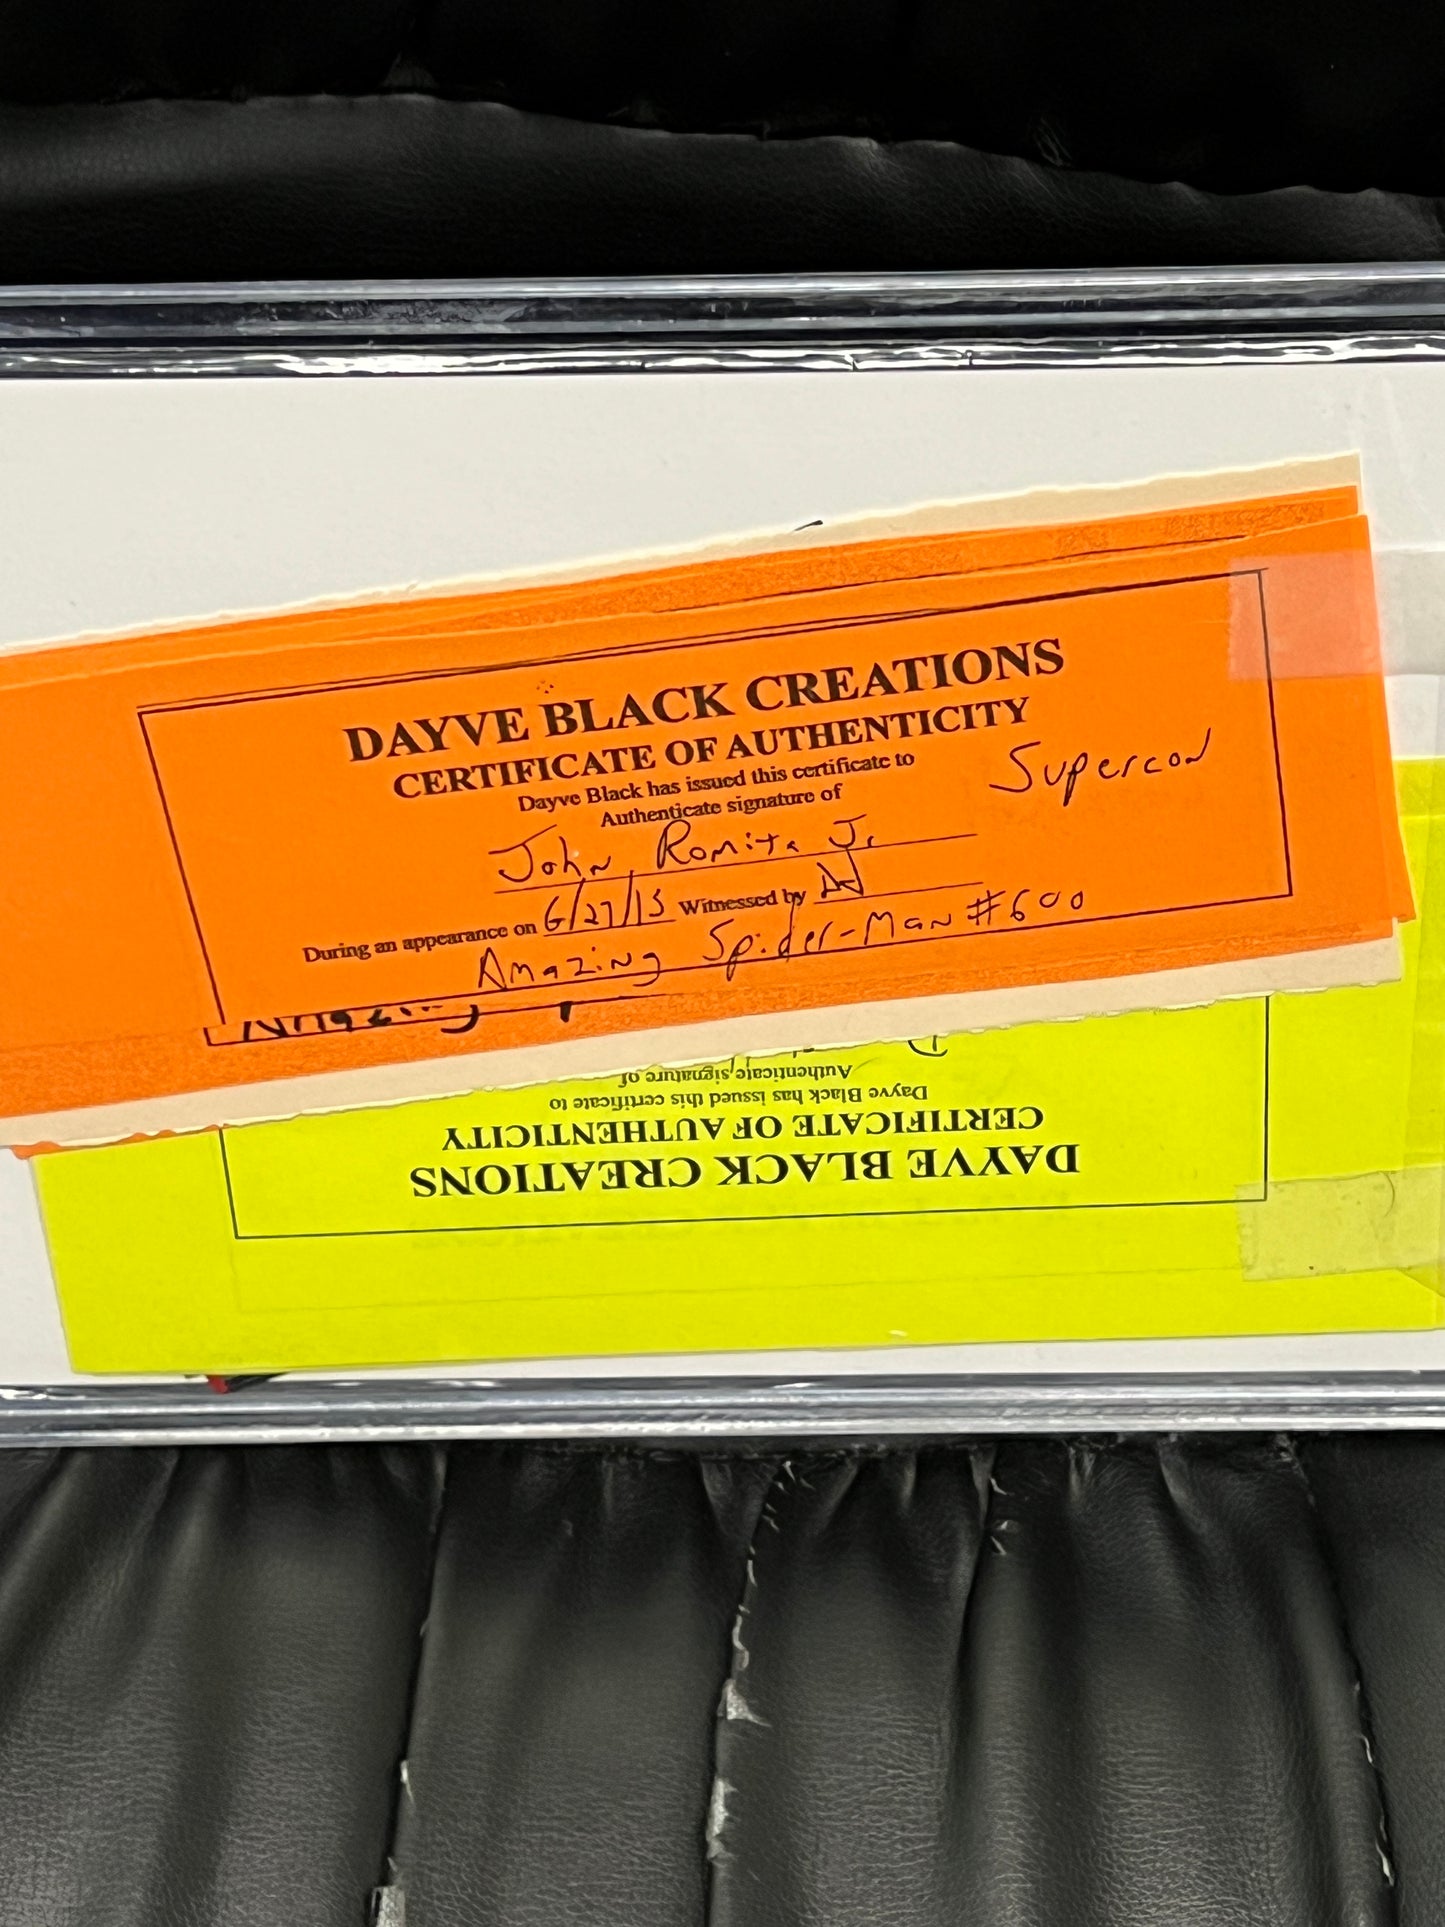 DAYVE BLACK CREATIONS
CERTIFICATE OF AUTHENTICITY
Dayve Black has issued this certificate to
Authenticate signature of
Supercon
John Romita Jr.
During an appearance on 6/27/15 Witnessed by
Amazing Spider-Man #600
DAYVE BLACK CREATIONS
CERTIFICATE OF AUTHENTICITY
Dayve Black has issued this certificate to
Authenticate signature of